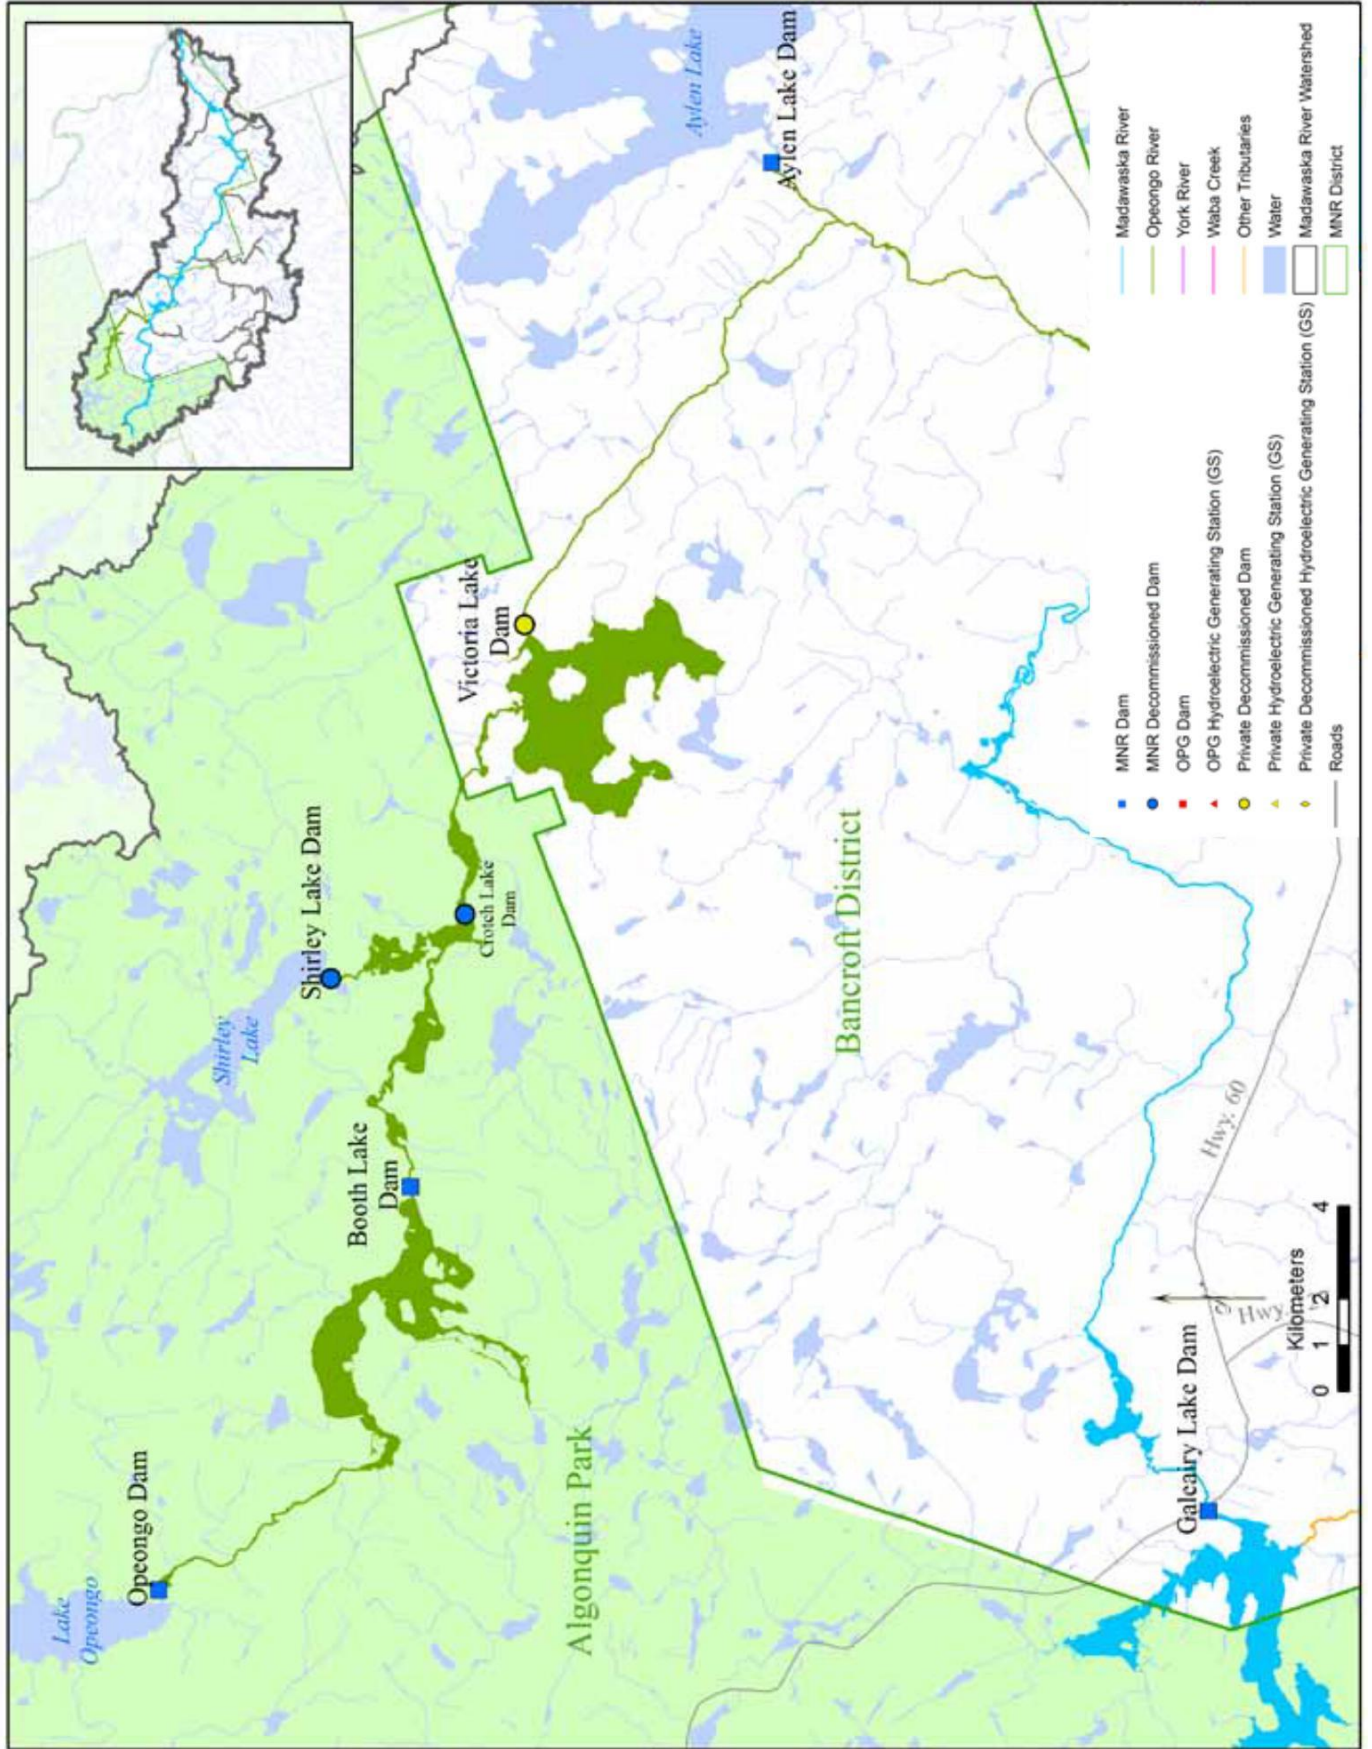 Lake
Opeongo
Opeongo Dam
Shirley
Lake
Shirley Lake Dam
Booth Lake
Dam
Crotch Lake
Dam
Victoria Lake
Dam
Aylen Lake
Aylen Lake Dam
Algonquin Park
Bancroft District
Galeairy Lake Dam
Hwy. 60
Hwy.
Kilometers
0 1 2 4
MNR Dam
MNR Decommissioned Dam
OPG Dam
OPG Hydroelectric Generating Station (GS)
Private Decommissioned Dam
Private Hydroelectric Generating Station (GS)
Private Decommissioned Hydroelectric Generating Station (GS)
Roads
Madawaska River
Opeongo River
York River
Waba Creek
Other Tributaries
Water
Madawaska River Watershed
MNR District